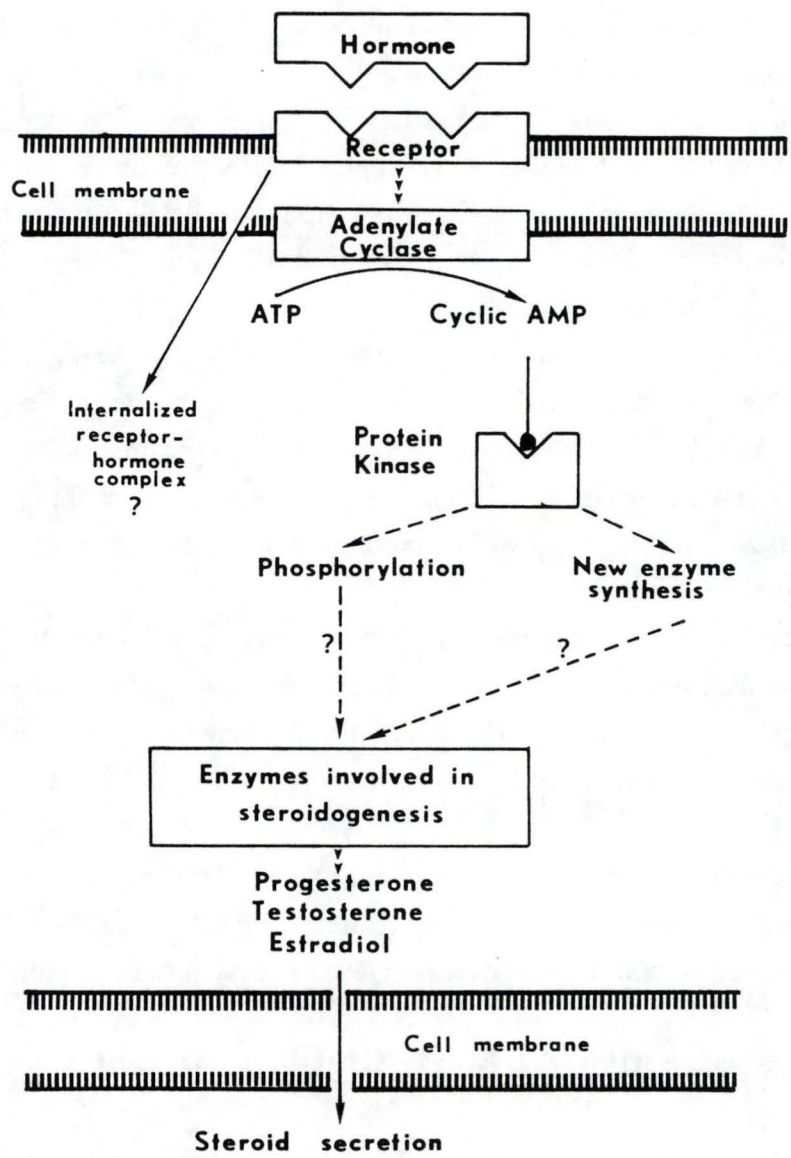 Hormone
Receptor
Cell membrane
Adenylate
Cyclase
ATP
Cyclic AMP
Internalized
receptor-
hormone
complex
?
Protein
Kinase
Phosphorylation
New enzyme
synthesis
?
?
Enzymes involved in
steroidogenesis
Progesterone
Testosterone
Estradiol
Cell membrane
Steroid secretion